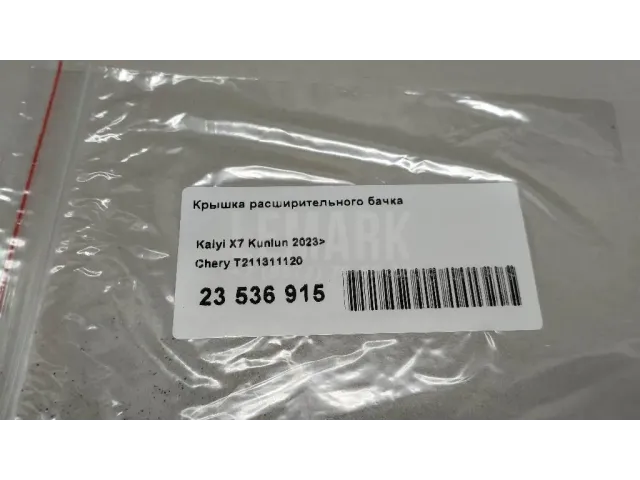 Крышка расширительного бачка
Kaiyi X7 Kunlun 2023>
Chery T211311120
23 536 915